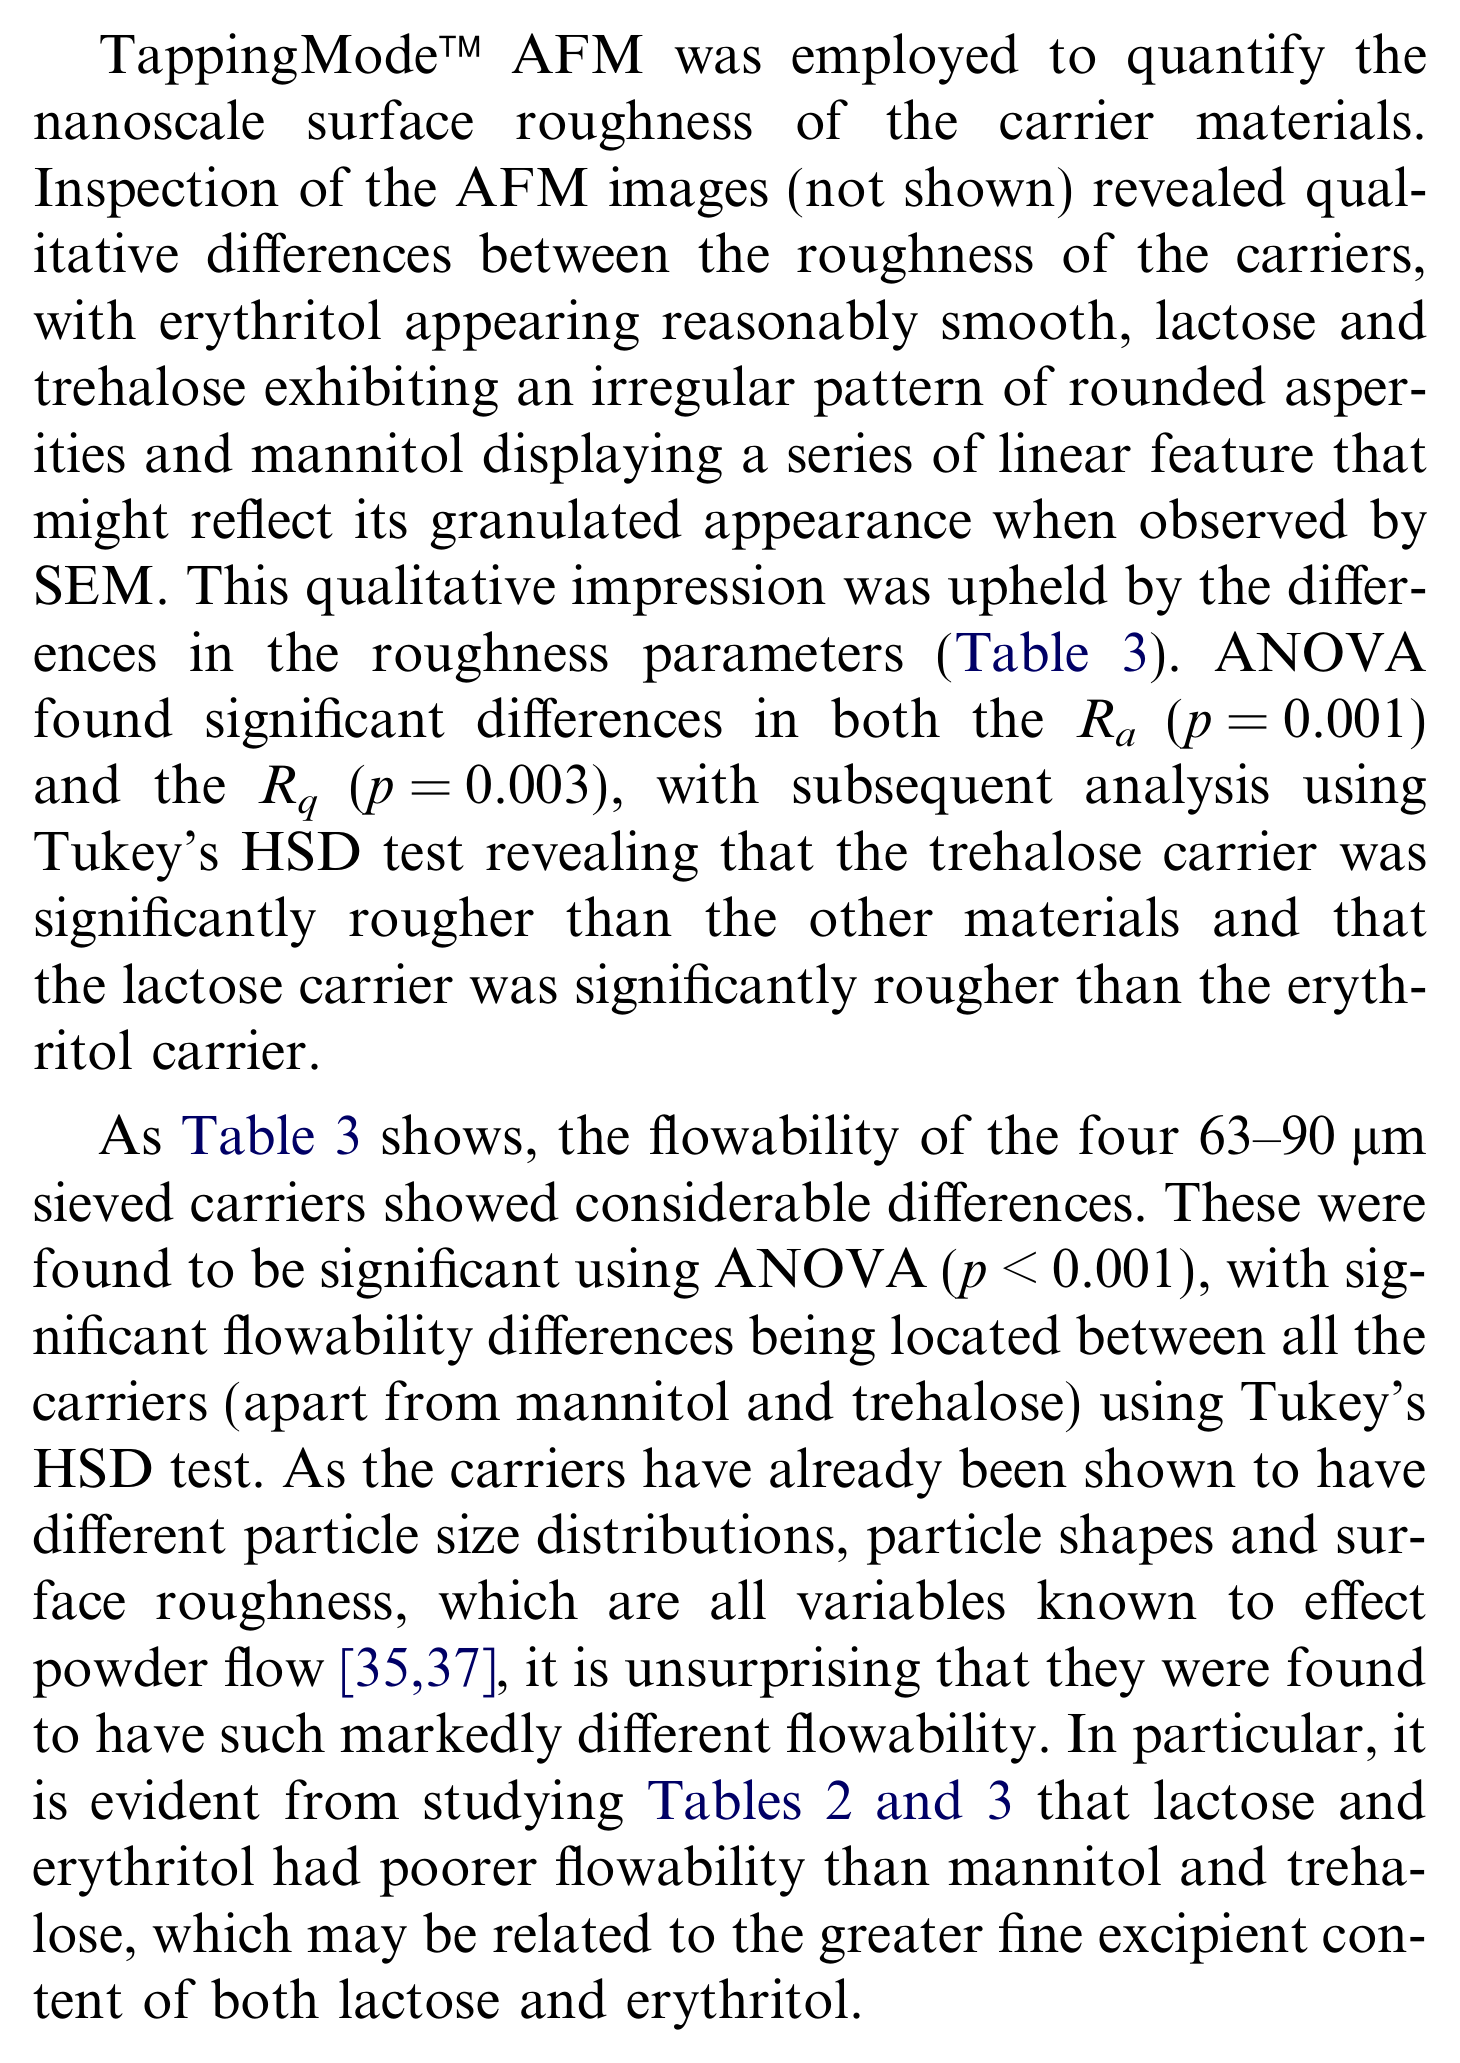 TappingMode™ AFM was employed to quantify the
nanoscale surface roughness of the carrier materials.
Inspection of the AFM images (not shown) revealed qual-
itative differences between the roughness of the carriers,
with erythritol appearing reasonably smooth, lactose and
trehalose exhibiting an irregular pattern of rounded asper-
ities and mannitol displaying a series of linear feature that
might reflect its granulated appearance when observed by
SEM. This qualitative impression was upheld by the differ-
ences in the roughness parameters (Table 3). ANOVA
found significant differences in both the Ra (p = 0.001)
and the Rq (p = 0.003), with subsequent analysis using
Tukey’s HSD test revealing that the trehalose carrier was
significantly rougher than the other materials and that
the lactose carrier was significantly rougher than the eryth-
ritol carrier.
As Table 3 shows, the flowability of the four 63–90 μm
sieved carriers showed considerable differences. These were
found to be significant using ANOVA (p < 0.001), with sig-
nificant flowability differences being located between all the
carriers (apart from mannitol and trehalose) using Tukey’s
HSD test. As the carriers have already been shown to have
different particle size distributions, particle shapes and sur-
face roughness, which are all variables known to effect
powder flow [35,37], it is unsurprising that they were found
to have such markedly different flowability. In particular, it
is evident from studying Tables 2 and 3 that lactose and
erythritol had poorer flowability than mannitol and treha-
lose, which may be related to the greater fine excipient con-
tent of both lactose and erythritol.